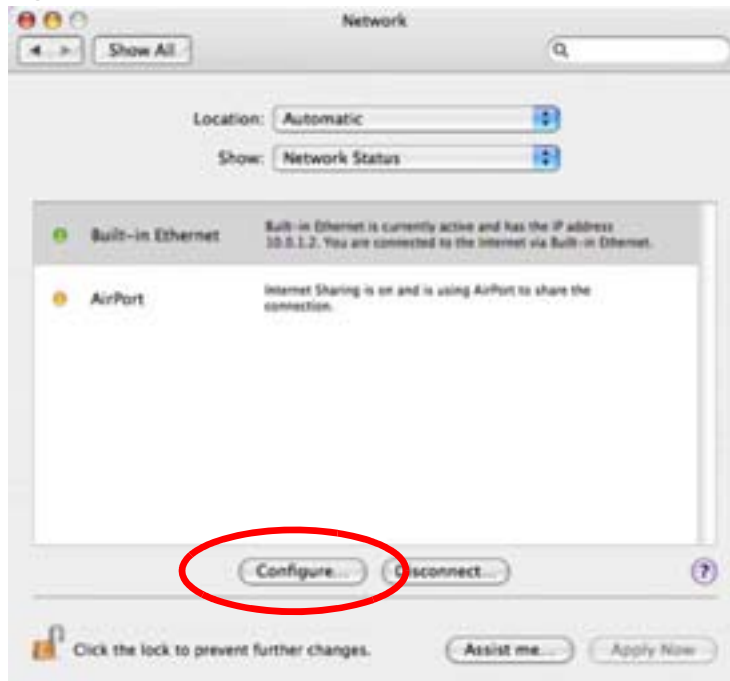 Network
Show All
Location: Automatic
Show: Network Status
Built-in Ethernet
Built-in Ethernet is currently active and has the IP address
10.0.1.2. You are connected to the Internet via Built-in Ethernet.
AirPort
Internet Sharing is on and is using AirPort to share the
connection.
Configure... Disconnect...
?
Click the lock to prevent further changes.
Assist me... Apply Now